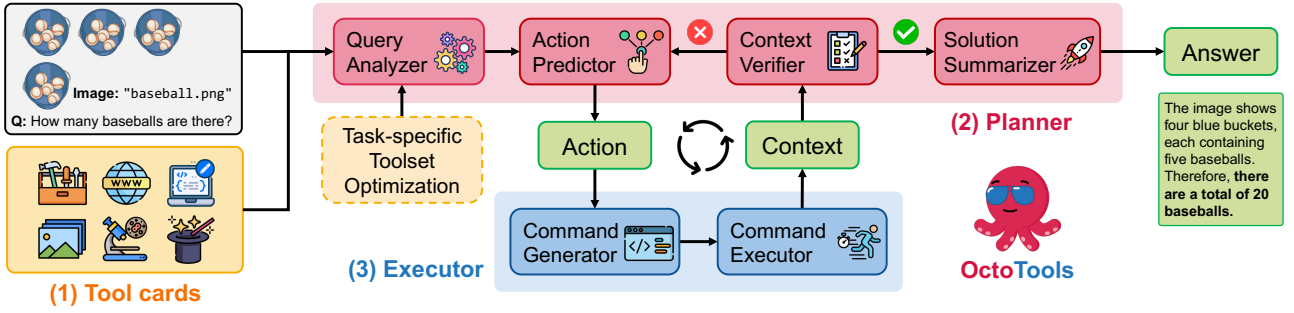 Image: "baseball.png"
Q: How many baseballs are there?
WWW
(1) Tool cards
Query
Analyzer
Action
Predictor
Context
Verifier
Solution
Summarizer
(2) Planner
Task-specific
Toolset
Optimization
Action
Context
Command
Generator
</>
Command
Executor
(3) Executor
OctoTools
Answer
The image shows
four blue buckets,
each containing
five baseballs.
Therefore, there
are a total of 20
baseballs.